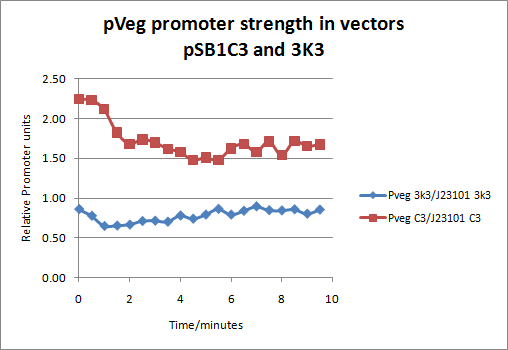 pVeg promoter strength in vectors
pSB1C3 and 3K3
2.50
2.00
1.50
1.00
0.50
0.00
Relative Promoter units
0 2 4 6 8 10
Time/minutes
Pveg 3k3/J23101 3k3
Pveg C3/J23101 C3